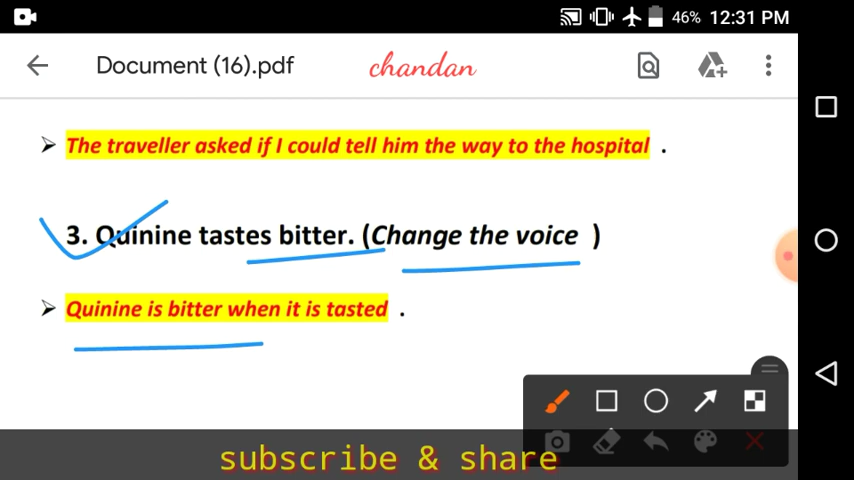 46% 12:31 PM
Document (16).pdf chandan
➢ The traveller asked if I could tell him the way to the hospital .
3. Quinine tastes bitter. (Change the voice )
➢ Quinine is bitter when it is tasted .
subscribe & share